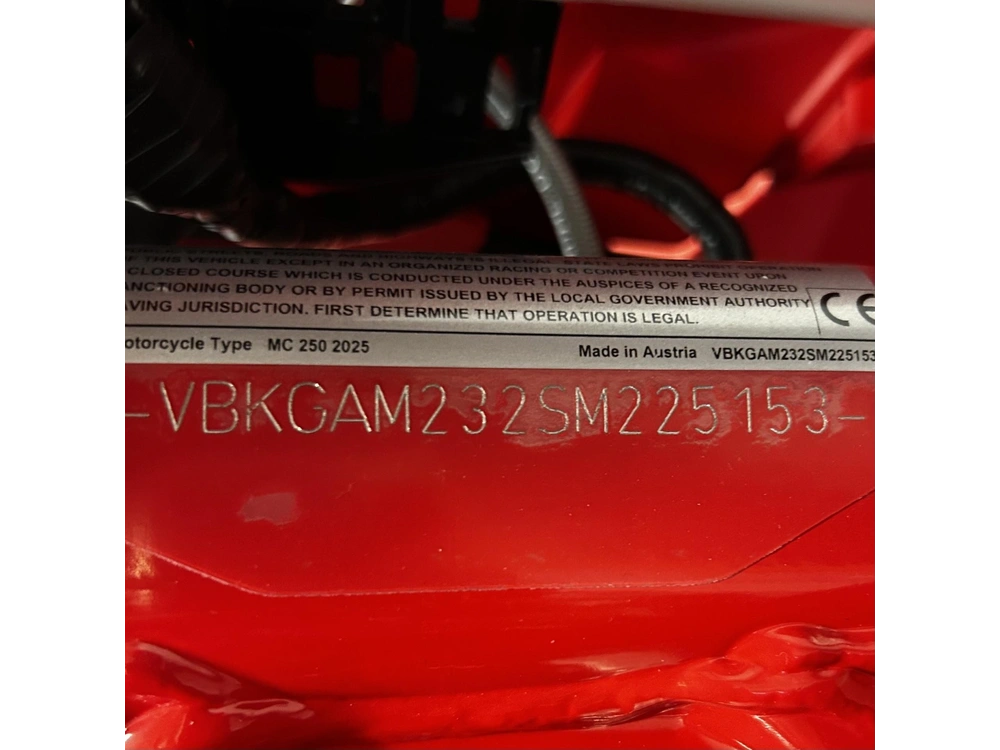 VEHICLE EXCEPT IN AN ORGANIZED RACING OR COMPETITION EVENT UPON
CLOSED COURSE WHICH IS CONDUCTED UNDER THE AUSPICES OF A RECOGNIZED
ANCTIONING BODY OR BY PERMIT ISSUED BY THE LOCAL GOVERNMENT AUTHORITY
AVING JURISDICTION. FIRST DETERMINE THAT OPERATION IS LEGAL.
CE
otorcycle Type MC 250 2025 Made in Austria VBKGAM232SM225153
-VBKGAM232SM225153-